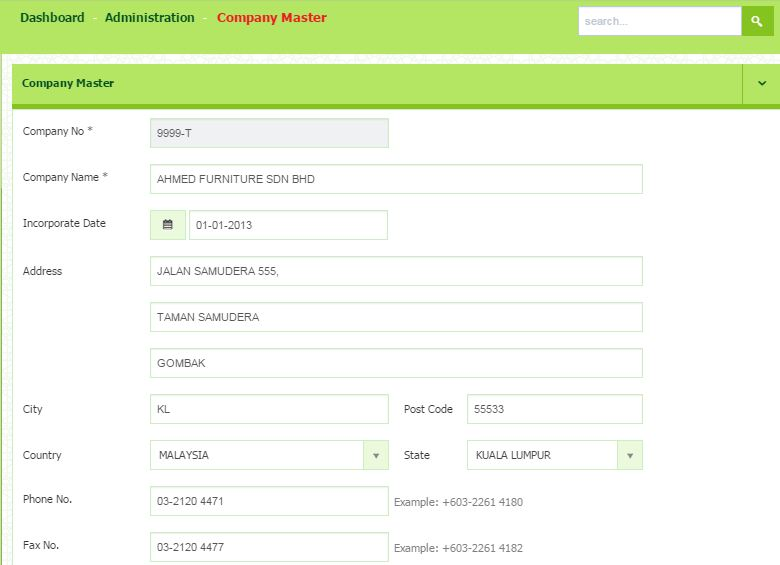 Dashboard - Administration - Company Master
search...
Company Master
Company No * 9999-T
Company Name * AHMED FURNITURE SDN BHD
Incorporate Date 01-01-2013
Address JALAN SAMUDERA 555,
TAMAN SAMUDERA
GOMBAK
City KL Post Code 55533
Country MALAYSIA State KUALA LUMPUR
Phone No. 03-2120 4471 Example: +603-2261 4180
Fax No. 03-2120 4477 Example: +603-2261 4182